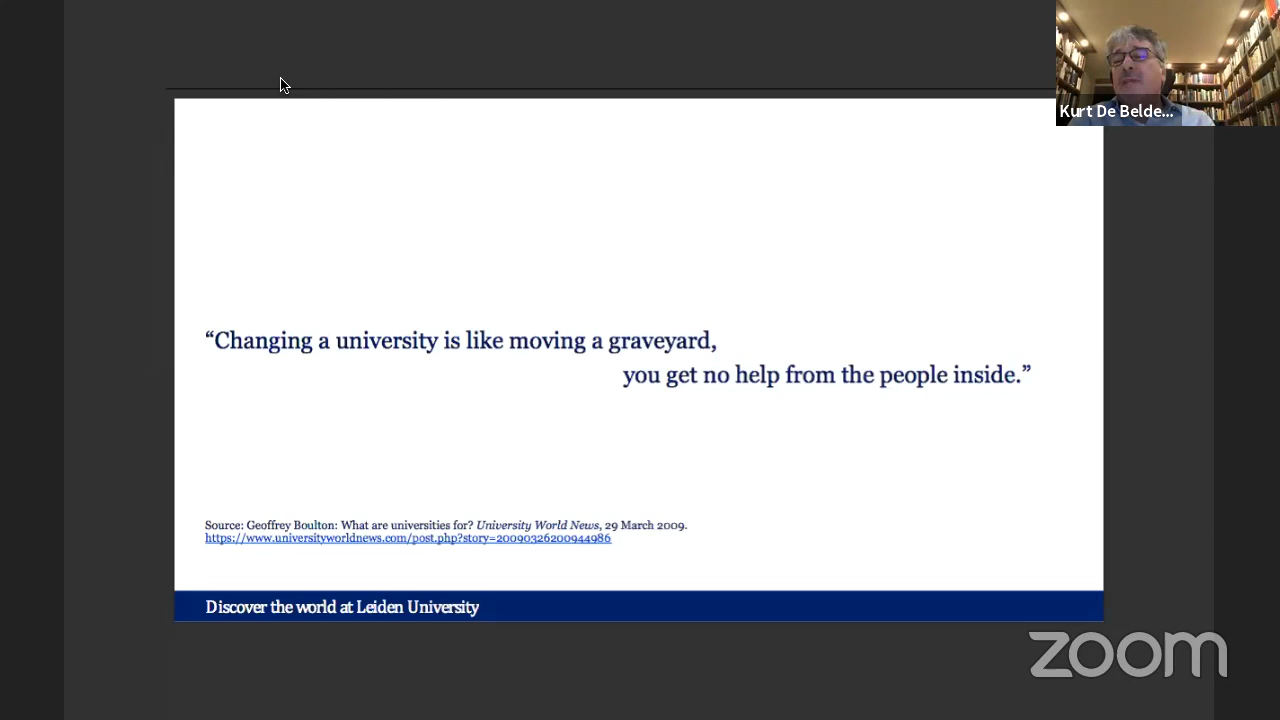 Kurt De Belde...
“Changing a university is like moving a graveyard,
you get no help from the people inside.”
Source: Geoffrey Boulton: What are universities for? University World News, 29 March 2009.
https://www.universityworldnews.com/post.php?story=20090326200944986
Discover the world at Leiden University
zoom